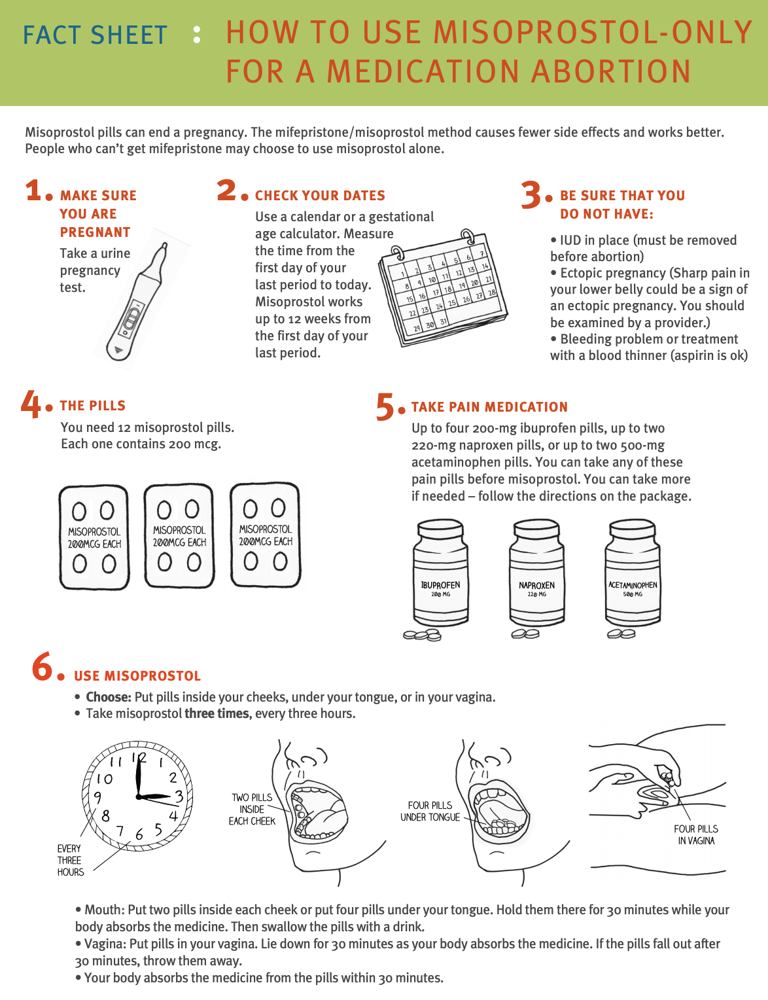 FACT SHEET : HOW TO USE MISOPROSTOL-ONLY
FOR A MEDICATION ABORTION
Misoprostol pills can end a pregnancy. The mifepristone/misoprostol method causes fewer side effects and works better.
People who can't get mifepristone may choose to use misoprostol alone.
1. MAKE SURE
YOU ARE
PREGNANT
Take a urine
pregnancy
test.
2. CHECK YOUR DATES
Use a calendar or a gestational
age calculator. Measure
the time from the
first day of your
last period to today.
Misoprostol works
up to 12 weeks from
the first day of your
last period.
1 2 3 4 5 6 7
8 9 10 11 12 13 14
15 16 17 18 19 20 21
22 23 24 25 26 27 28
29 30 31
3. BE SURE THAT YOU
DO NOT HAVE:
• IUD in place (must be removed
before abortion)
• Ectopic pregnancy (Sharp pain in
your lower belly could be a sign of
an ectopic pregnancy. You should
be examined by a provider.)
• Bleeding problem or treatment
with a blood thinner (aspirin is ok)
4. THE PILLS
You need 12 misoprostol pills.
Each one contains 200 mcg.
MISOPROSTOL
200MCG EACH
MISOPROSTOL
200MCG EACH
MISOPROSTOL
200MCG EACH
5. TAKE PAIN MEDICATION
Up to four 200-mg ibuprofen pills, up to two
220-mg naproxen pills, or up to two 500-mg
acetaminophen pills. You can take any of these
pain pills before misoprostol. You can take more
if needed – follow the directions on the package.
IBUPROFEN
200 MG
NAPROXEN
220 MG
ACETAMINOPHEN
500 MG
6. USE MISOPROSTOL
• Choose: Put pills inside your cheeks, under your tongue, or in your vagina.
• Take misoprostol three times, every three hours.
12 1 2 3 4 5 6 7 8 9 10 11
EVERY
THREE
HOURS
TWO PILLS
INSIDE
EACH CHEEK
FOUR PILLS
UNDER TONGUE
FOUR PILLS
IN VAGINA
• Mouth: Put two pills inside each cheek or put four pills under your tongue. Hold them there for 30 minutes while your
body absorbs the medicine. Then swallow the pills with a drink.
• Vagina: Put pills in your vagina. Lie down for 30 minutes as your body absorbs the medicine. If the pills fall out after
30 minutes, throw them away.
• Your body absorbs the medicine from the pills within 30 minutes.